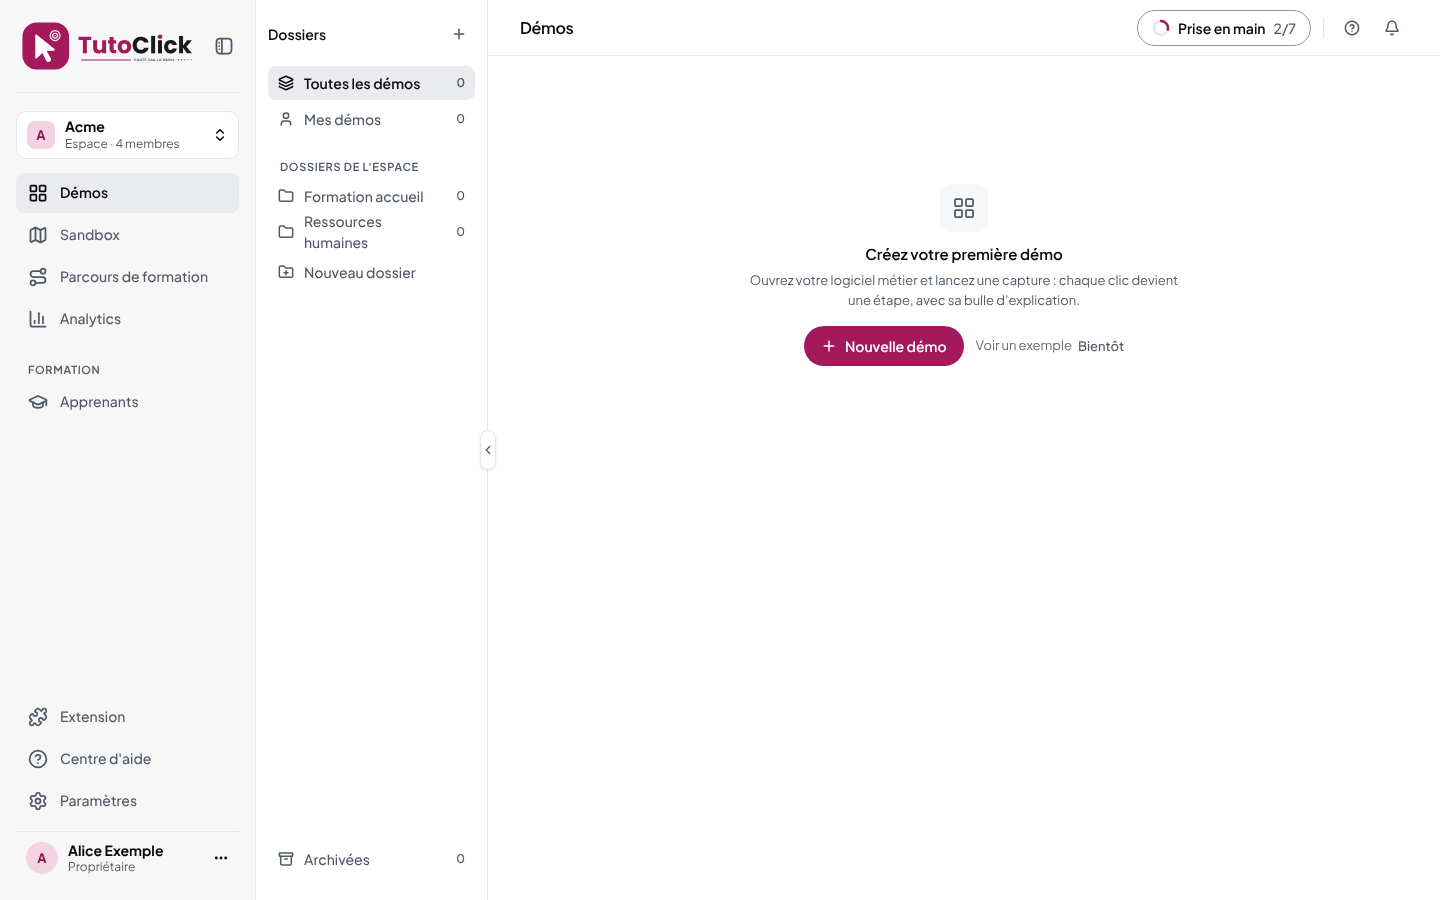 TutoClick
Acme
Espace · 4 membres
Démos
Sandbox
Parcours de formation
Analytics
FORMATION
Apprenants
Extension
Centre d'aide
Paramètres
A
Alice Exemple
Propriétaire
A
Dossiers
Toutes les démos 0
Mes démos 0
DOSSIERS DE L'ESPACE
Formation accueil 0
Ressources
humaines 0
Nouveau dossier
Archivées 0
Démos
Prise en main 2/7
Créez votre première démo
Ouvrez votre logiciel métier et lancez une capture : chaque clic devient
une étape, avec sa bulle d'explication.
Nouvelle démo
Voir un exemple Bientôt